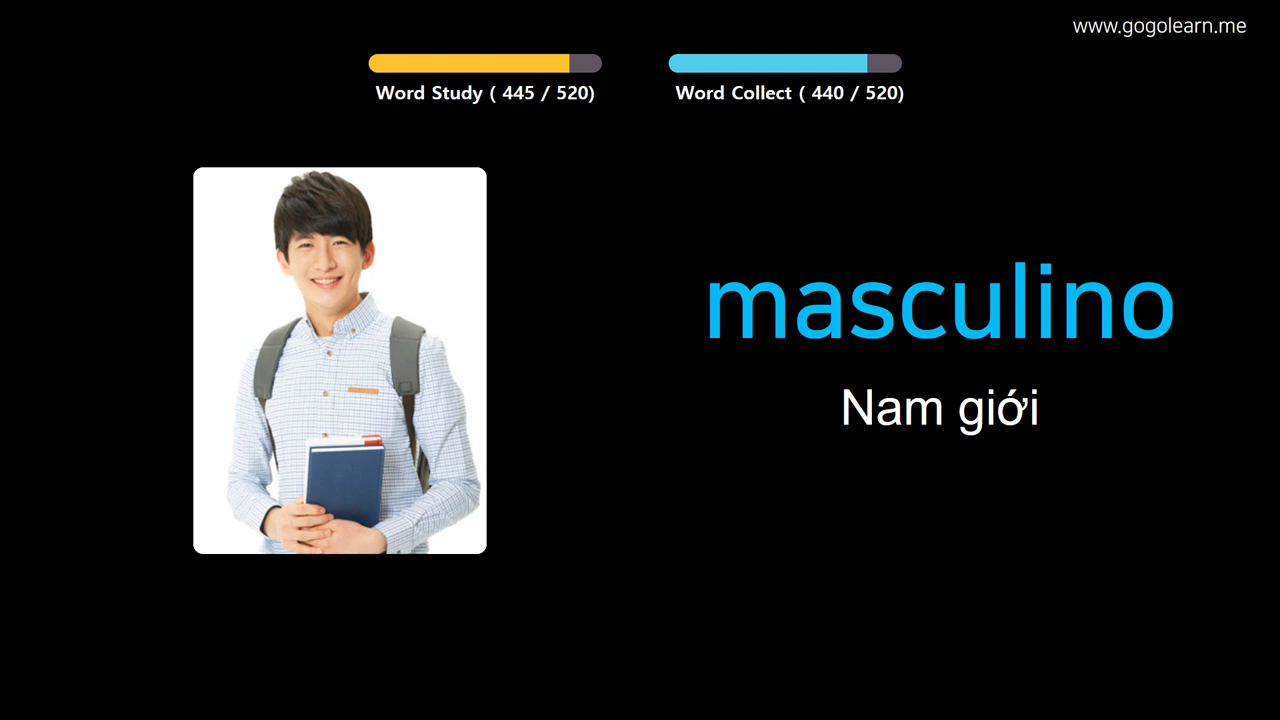 www.gogolearn.me
Word Study ( 445 / 520)
Word Collect ( 440 / 520)
masculino
Nam giới